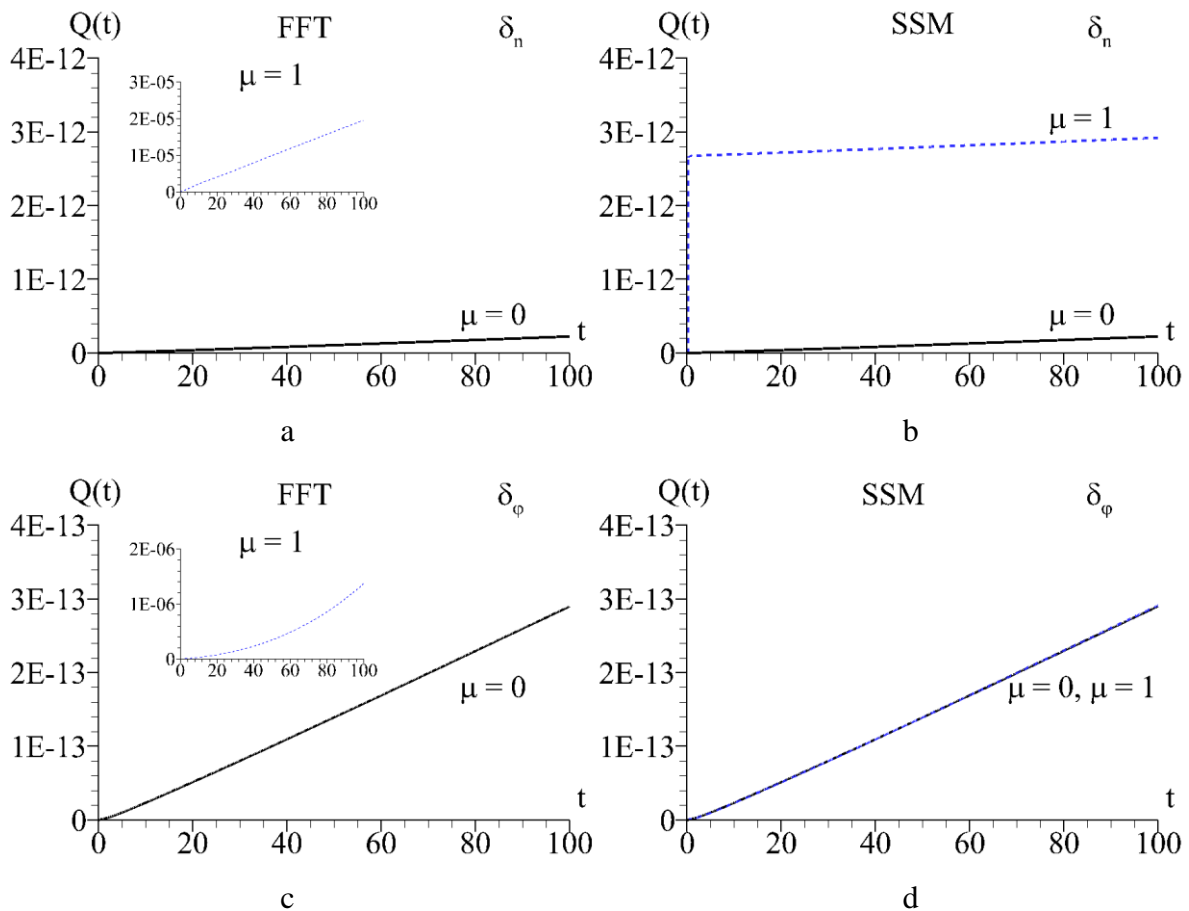 Q(t) FFT δₙ
4E-12
3E-12
2E-12
1E-12
0
0 20 40 60 80 100
μ = 1
3E-05
2E-05
1E-05
0
0 20 40 60 80 100
μ = 0
t
a
Q(t) SSM δₙ
4E-12
3E-12
2E-12
1E-12
0
0 20 40 60 80 100
μ = 1
μ = 0
t
b
Q(t) FFT δᵩ
4E-13
3E-13
2E-13
1E-13
0
0 20 40 60 80 100
μ = 1
2E-06
1E-06
0
0 20 40 60 80 100
μ = 0
t
c
Q(t) SSM δᵩ
4E-13
3E-13
2E-13
1E-13
0
0 20 40 60 80 100
μ = 0, μ = 1
t
d